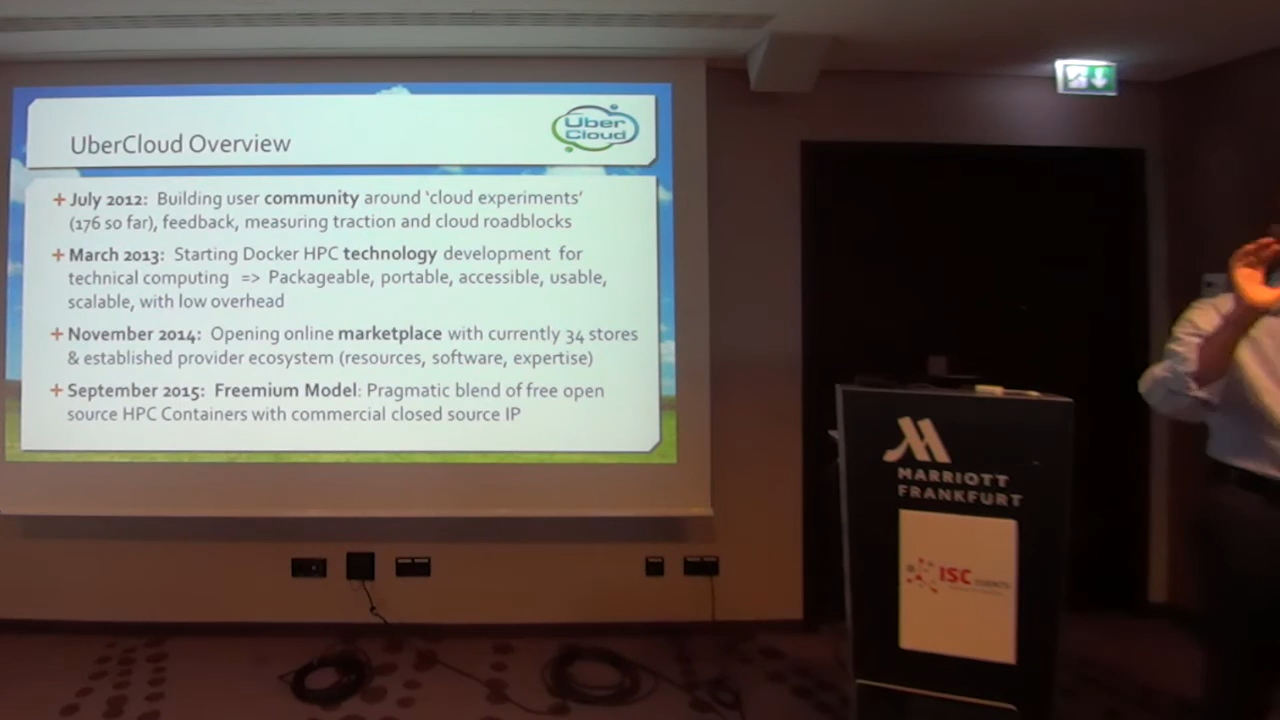 UberCloud Overview
Uber
Cloud
+ July 2012: Building user community around ‘cloud experiments’
(176 so far), feedback, measuring traction and cloud roadblocks
+ March 2013: Starting Docker HPC technology development for
technical computing => Packageable, portable, accessible, usable,
scalable, with low overhead
+ November 2014: Opening online marketplace with currently 34 stores
& established provider ecosystem (resources, software, expertise)
+ September 2015: Freemium Model: Pragmatic blend of free open
source HPC Containers with commercial closed source IP
MARRIOTT
FRANKFURT
ISC